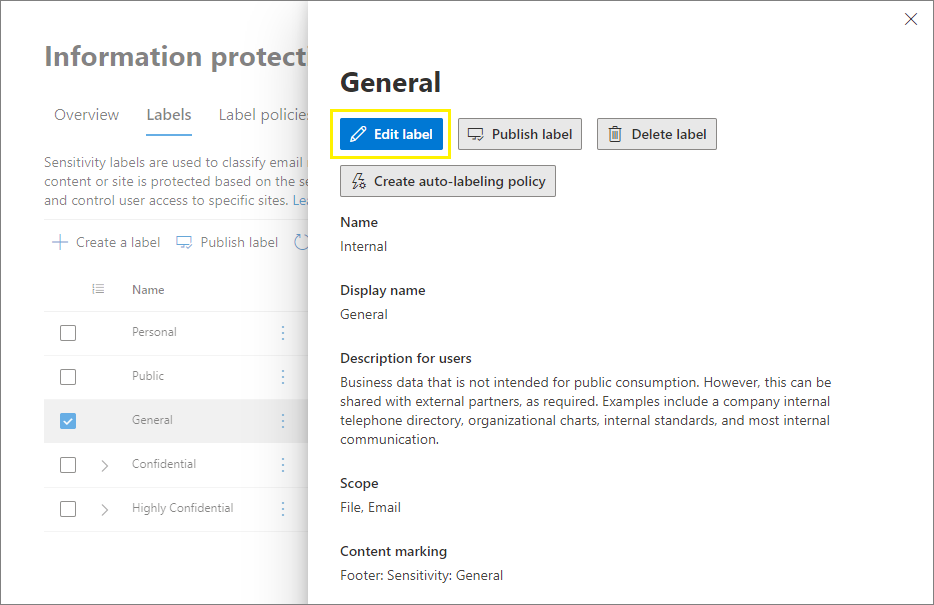 Information protecti
Overview
Labels
Label policies
Sensitivity labels are used to classify email
content or site is protected based on the se
and control user access to specific sites. Lea
Create a label
Publish label
Name
Personal
Public
General
Confidential
Highly Confidential
General
Edit label
Publish label
Delete label
Create auto-labeling policy
Name
Internal
Display name
General
Description for users
Business data that is not intended for public consumption. However, this can be
shared with external partners, as required. Examples include a company internal
telephone directory, organizational charts, internal standards, and most internal
communication.
Scope
File, Email
Content marking
Footer: Sensitivity: General